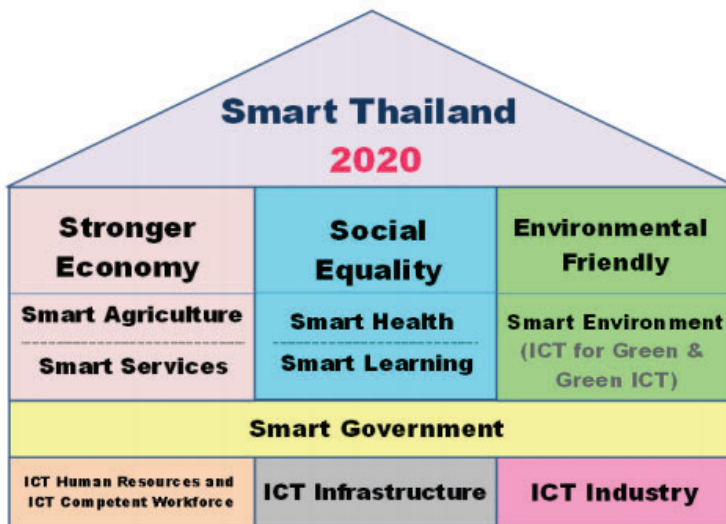 Smart Thailand
2020
Stronger
Economy
Social
Equality
Environmental
Friendly
Smart Agriculture
Smart Services
Smart Health
Smart Learning
Smart Environment
(ICT for Green &
Green ICT)
Smart Government
ICT Human Resources and
ICT Competent Workforce
ICT Infrastructure
ICT Industry